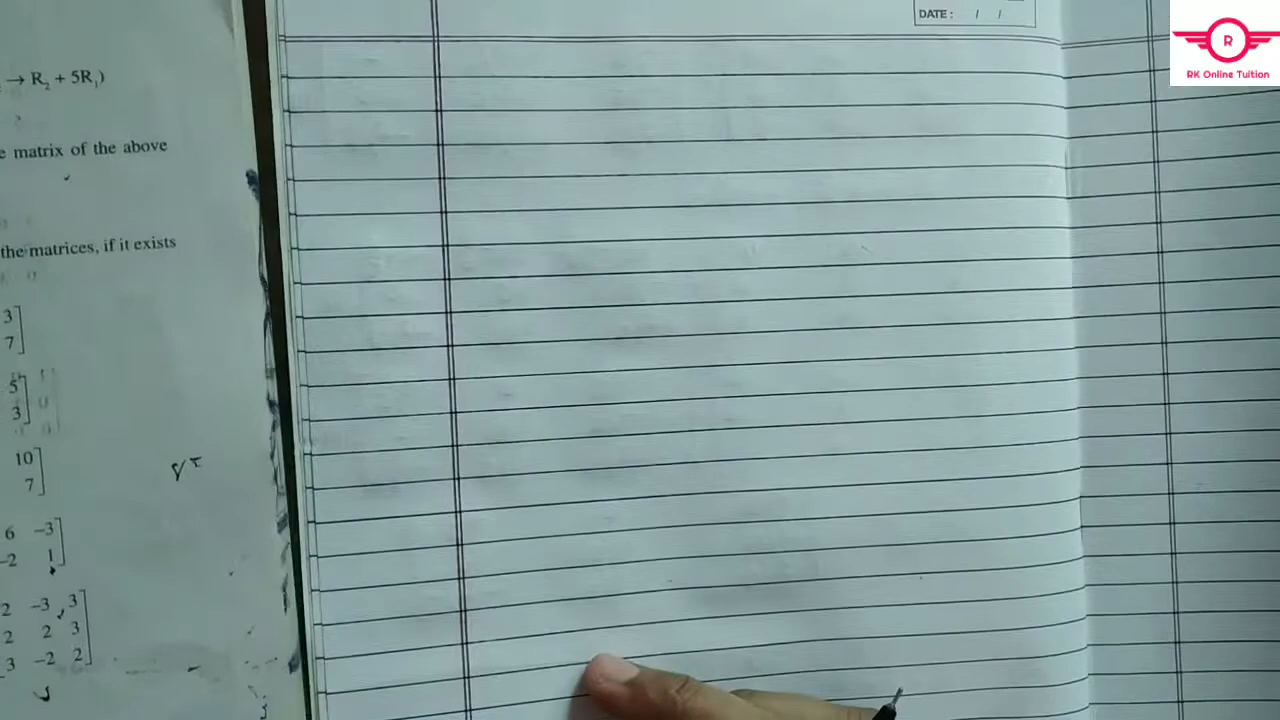 DATE : / /
R
RK Online Tuition
→ R₂ + 5R₁)
matrix of the above
the matrices, if it exists
3
7
5
3
10
7
6 −3
−2 1
2 −3 3
2 2 3
3 −2 2